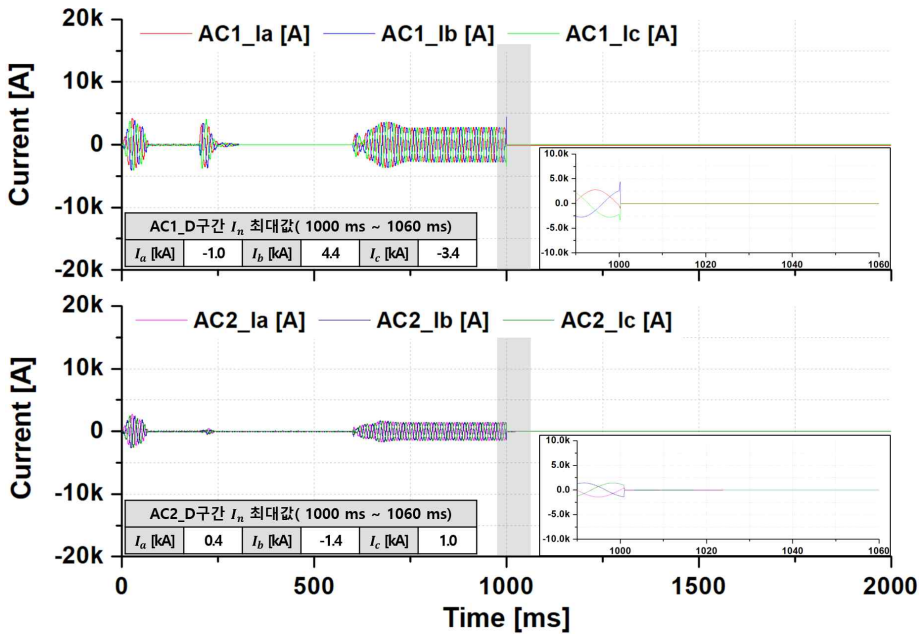 20k
AC1_Ia [A] AC1_Ib [A] AC1_Ic [A]
10k
0
-10k
-20k
Current [A]
10.0k
5.0k
0.0
-5.0k
-10.0k
1000 1020 1040 1060
AC1_D구간 In 최대값( 1000 ms ~ 1060 ms)
Ia [kA] -1.0 Ib [kA] 4.4 Ic [kA] -3.4
20k
AC2_Ia [A] AC2_Ib [A] AC2_Ic [A]
10k
0
-10k
-20k
Current [A]
10.0k
5.0k
0.0
-5.0k
-10.0k
1000 1020 1040 1060
AC2_D구간 In 최대값( 1000 ms ~ 1060 ms)
Ia [kA] 0.4 Ib [kA] -1.4 Ic [kA] 1.0
0 500 1000 1500 2000
Time [ms]